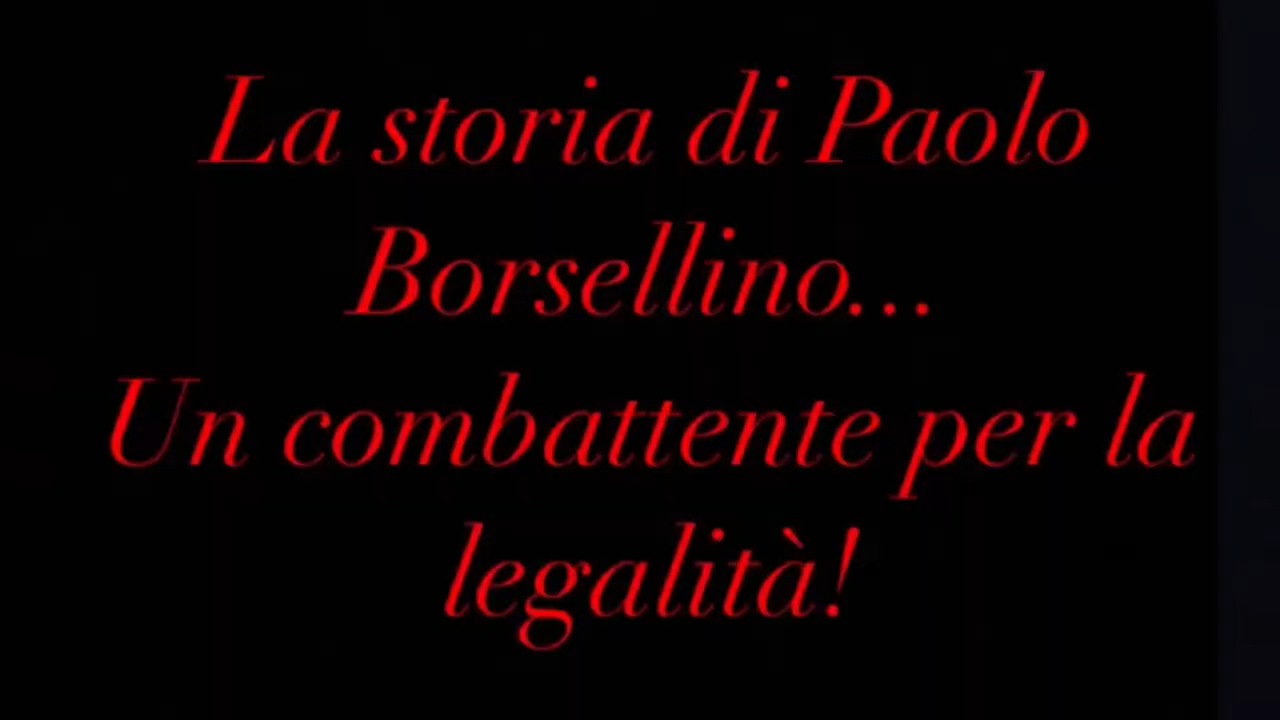 La storia di Paolo
Borsellino...
Un combattente per la
legalità!